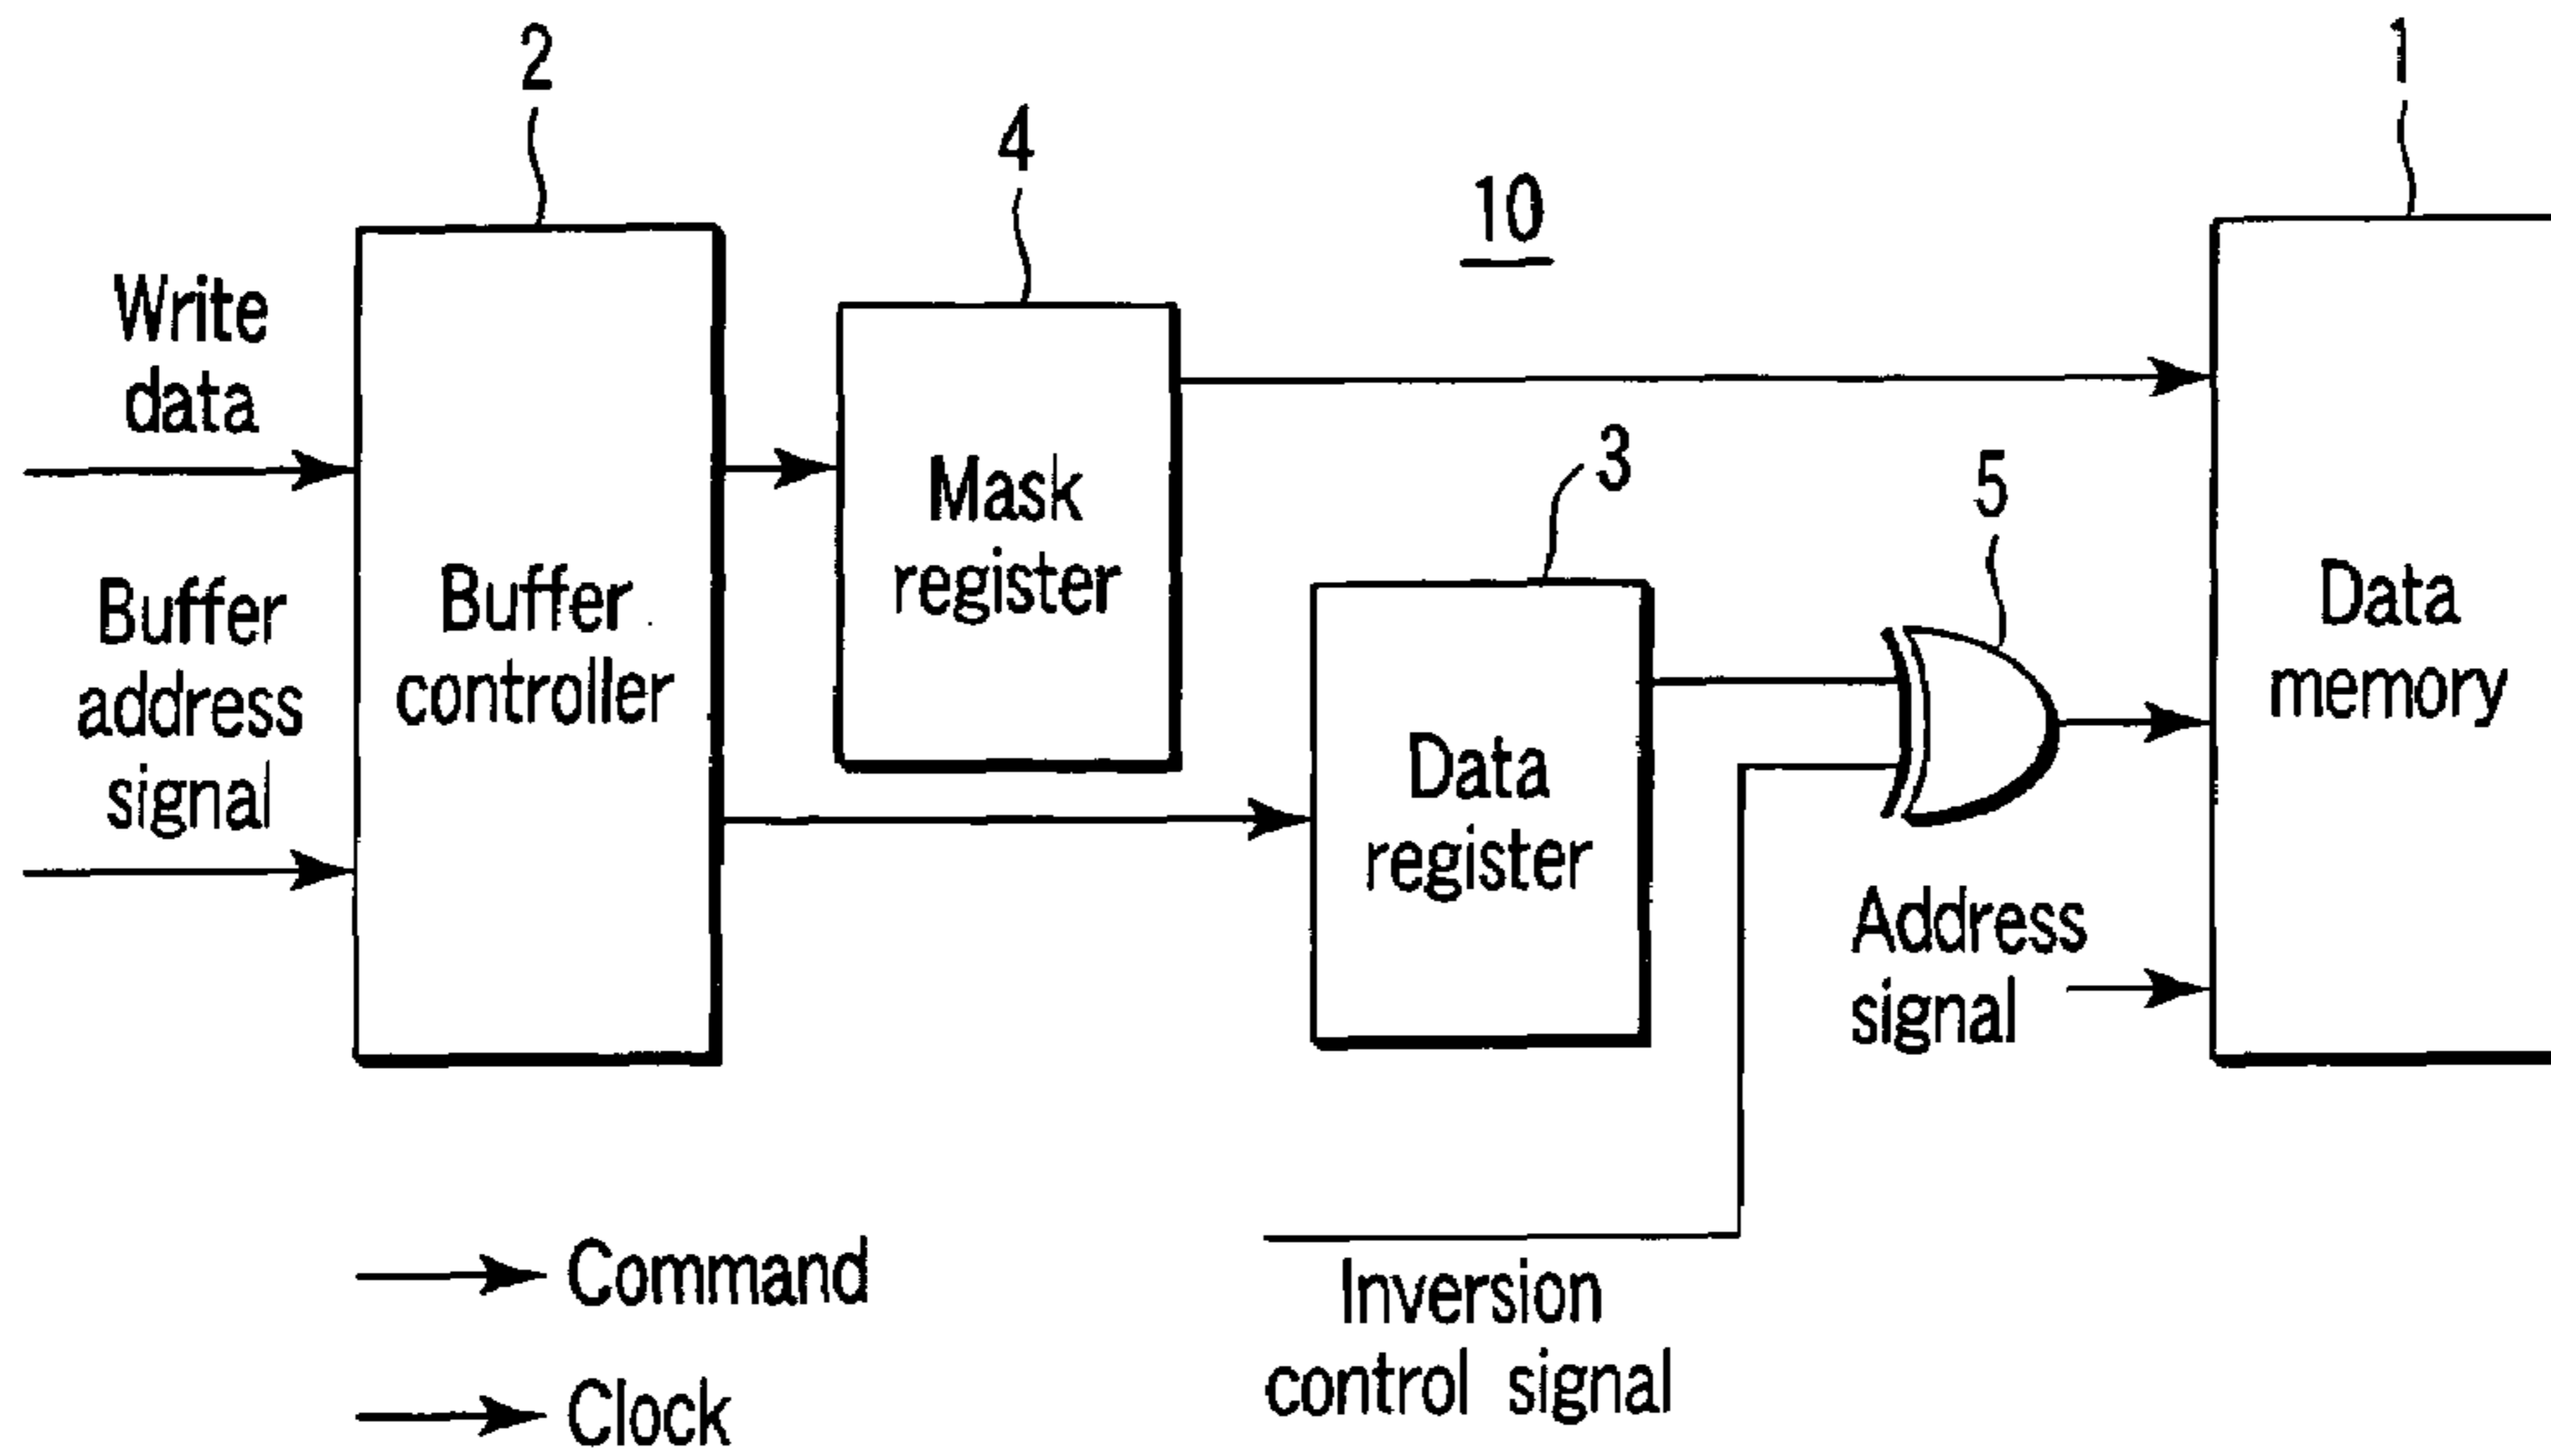 2
4
10
1
Write
data
Buffer
address
signal
Buffer
controller
Mask
register
3
5
Data
register
Data
memory
Address
signal
Inversion
control signal
Command
Clock